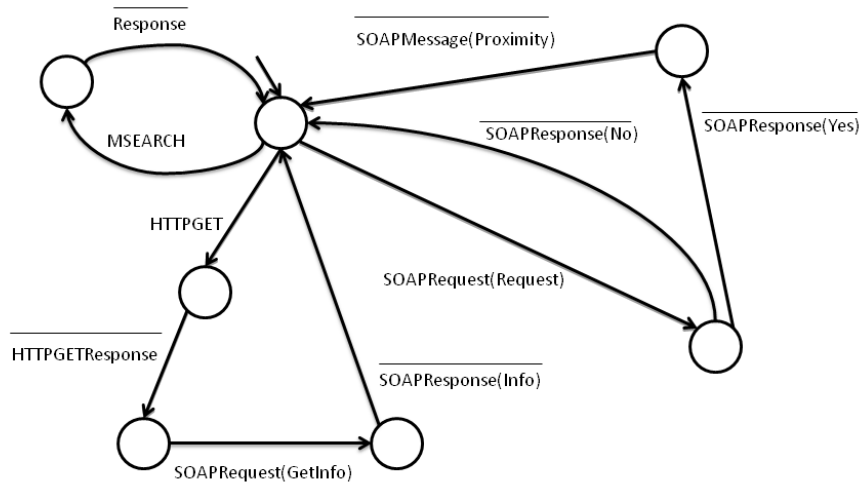 Response
SOAPMessage(Proximity)
SOAPResponse(No)
SOAPResponse(Yes)
MSEARCH
HTTPGET
SOAPRequest(Request)
HTTPGETResponse
SOAPResponse(Info)
SOAPRequest(GetInfo)